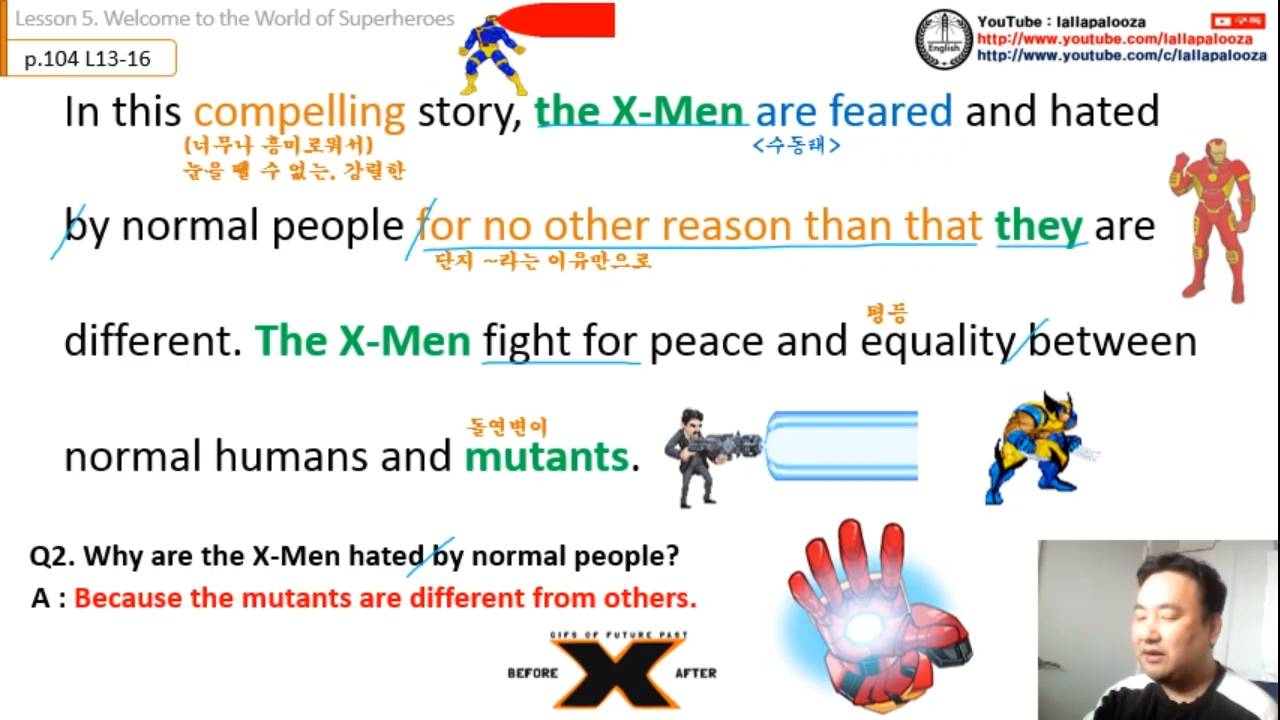 Lesson 5. Welcome to the World of Superheroes
p.104 L13-16
English
YouTube : lallapalooza
구독
http://www.youtube.com/lallapalooza
http://www.youtube.com/c/lallapalooza
In this compelling story, the X-Men are feared and hated
(너무나 흥미로워서)
<수동태>
눈을 뗄 수 없는, 강렬한
by normal people for no other reason than that they are
단지 ~라는 이유만으로
평등
different. The X-Men fight for peace and equality between
돌연변이
normal humans and mutants.
Q2. Why are the X-Men hated by normal people?
A : Because the mutants are different from others.
GIFS OF FUTURE PAST
BEFORE X AFTER